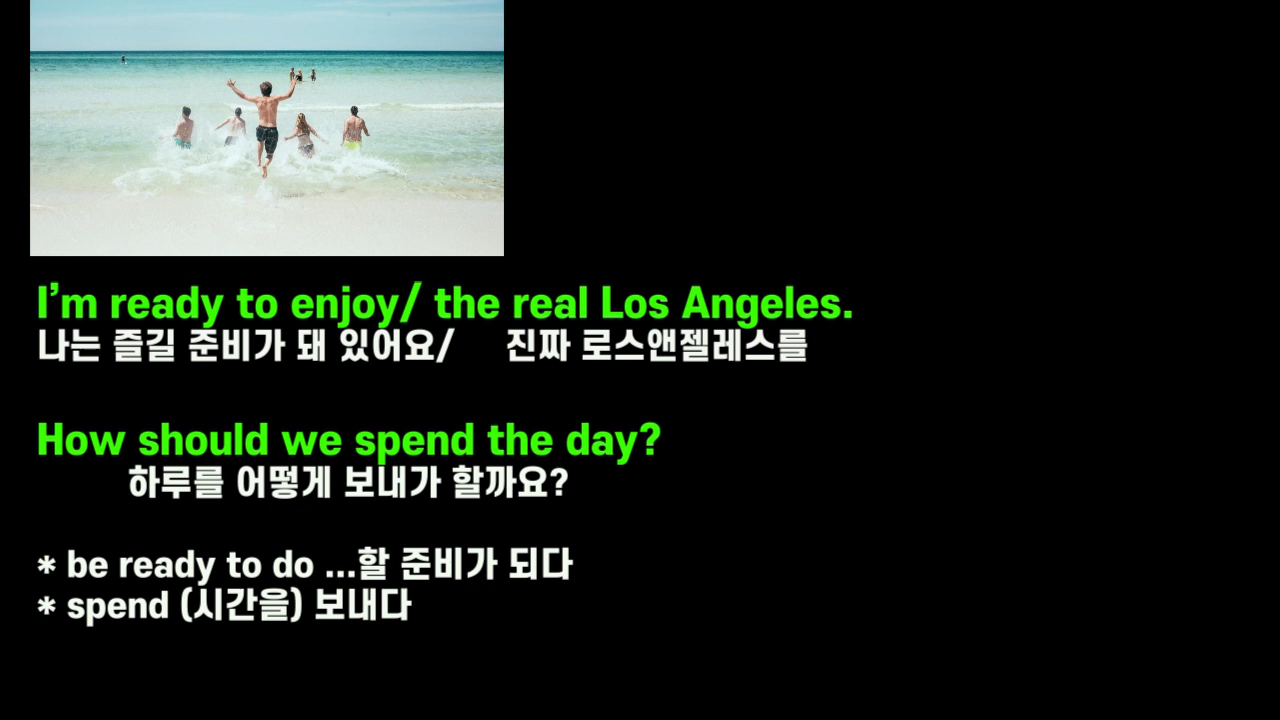 I’m ready to enjoy/ the real Los Angeles.
나는 즐길 준비가 돼 있어요/ 진짜 로스앤젤레스를
How should we spend the day?
하루를 어떻게 보내가 할까요?
* be ready to do ...할 준비가 되다
* spend (시간을) 보내다